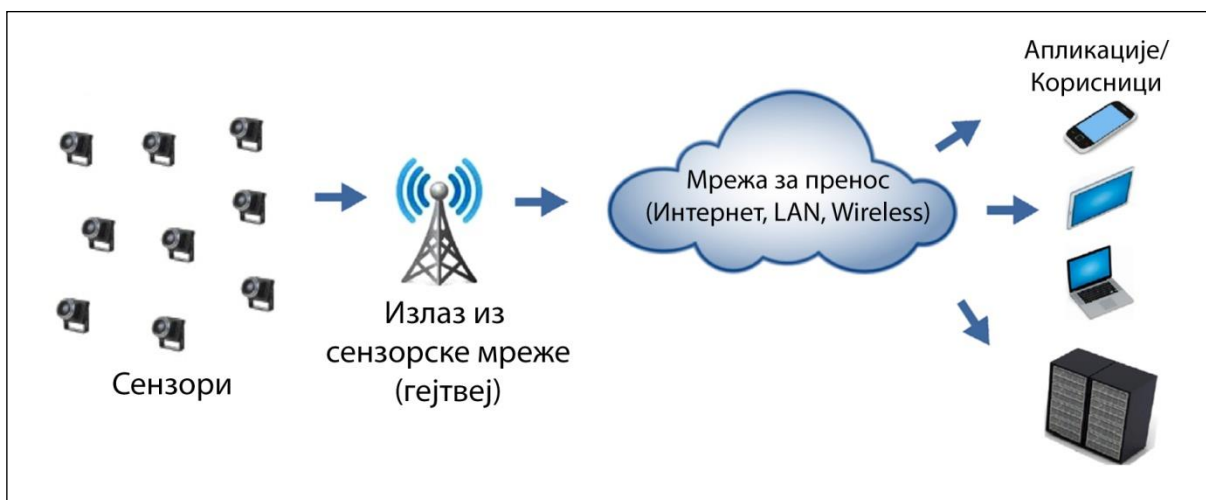 Сензори
Излаз из
сензорске мреже
(гејтвеј)
Мрежа за пренос
(Интернет, LAN, Wireless)
Апликације/
Корисници